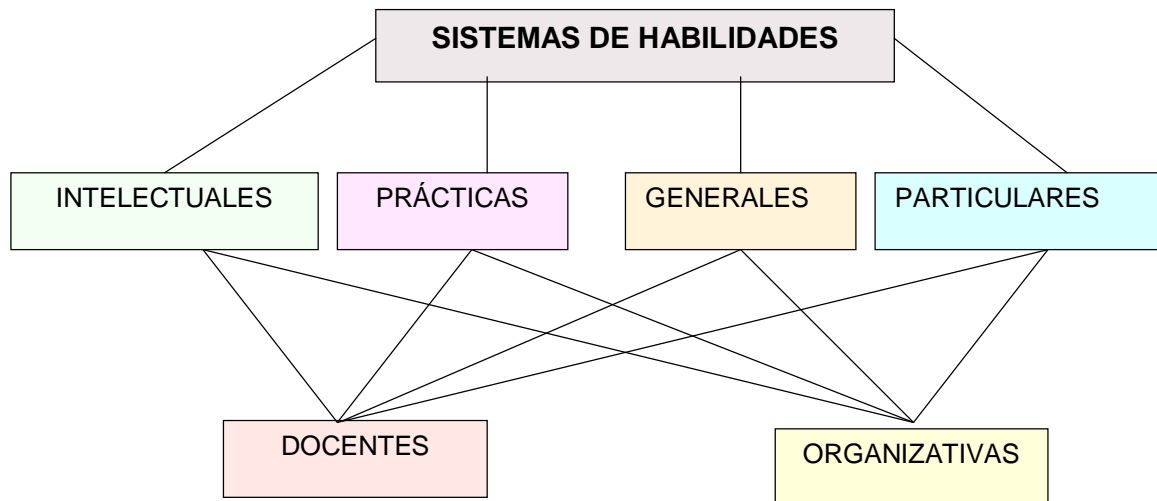 SISTEMAS DE HABILIDADES
INTELECTUALES
PRÁCTICAS
GENERALES
PARTICULARES
DOCENTES
ORGANIZATIVAS